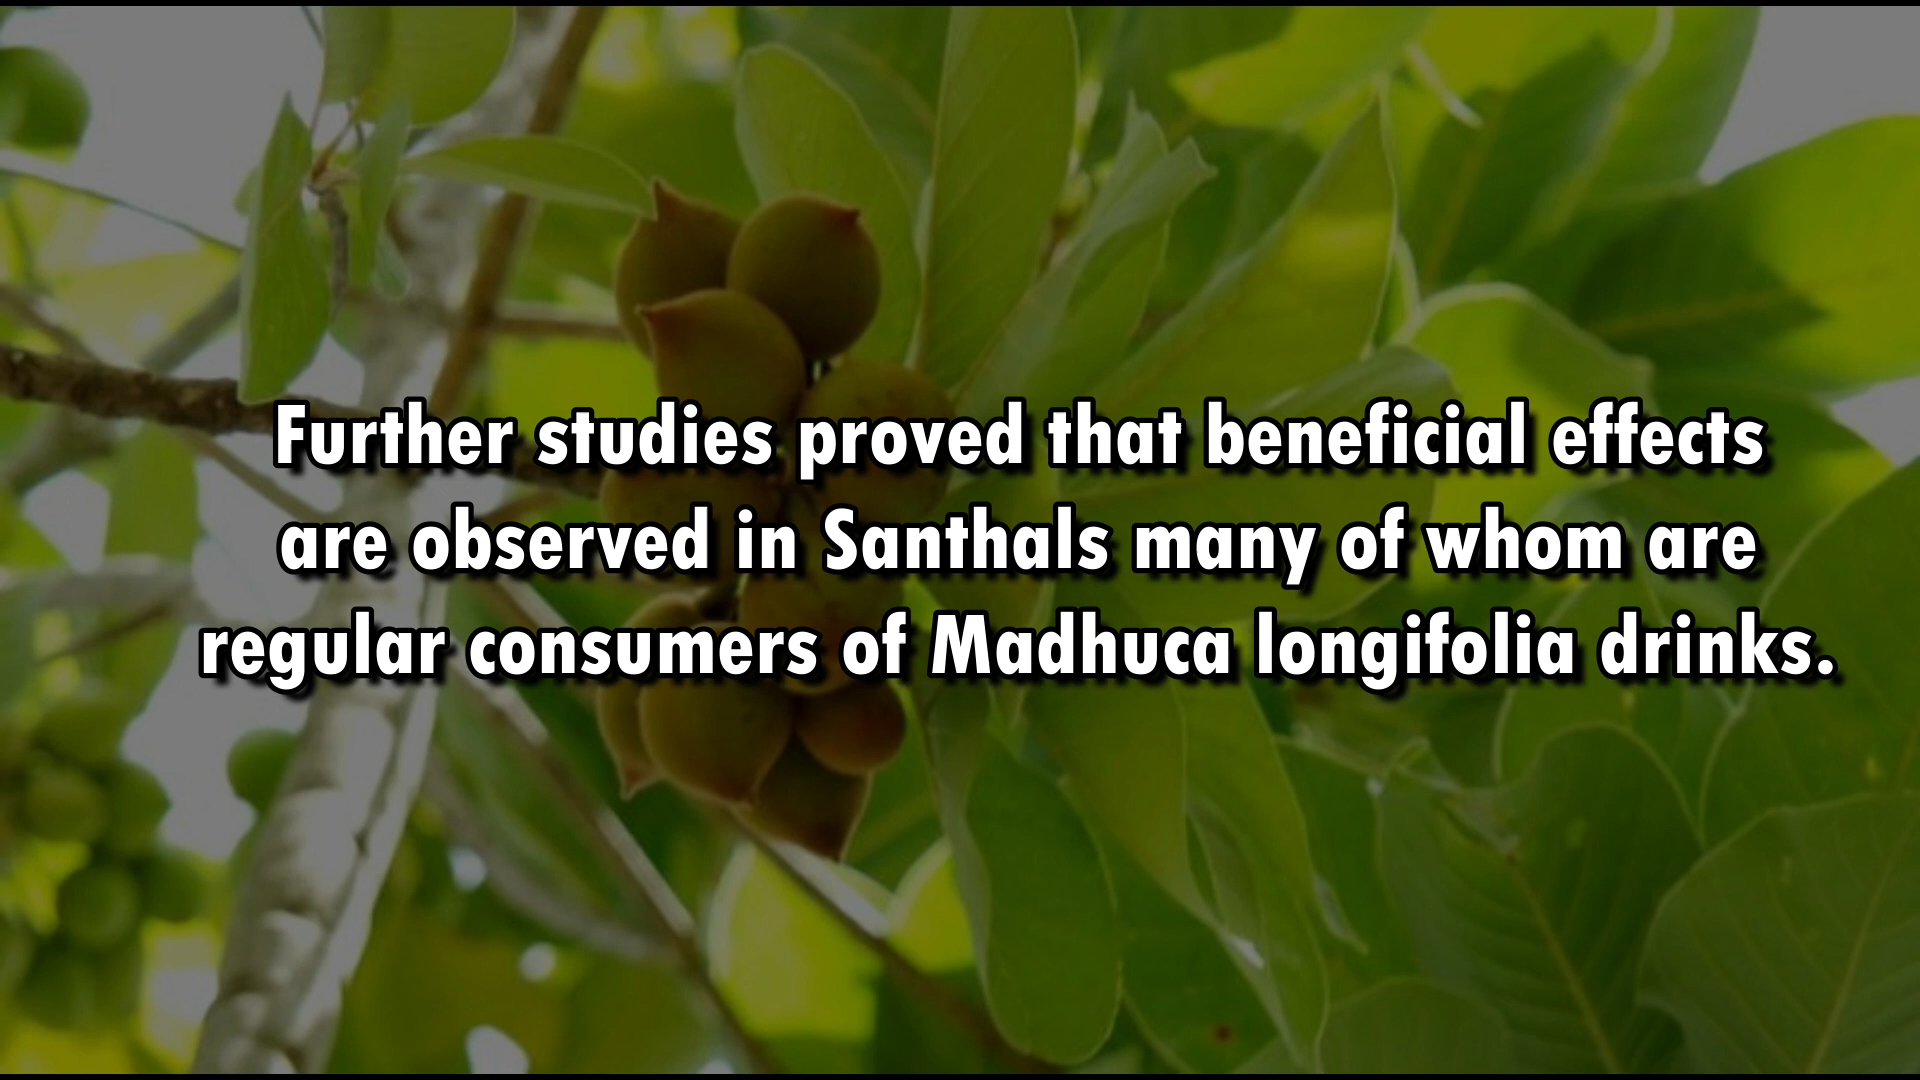 Further studies proved that beneficial effects
are observed in Santhals many of whom are
regular consumers of Madhuca longifolia drinks.